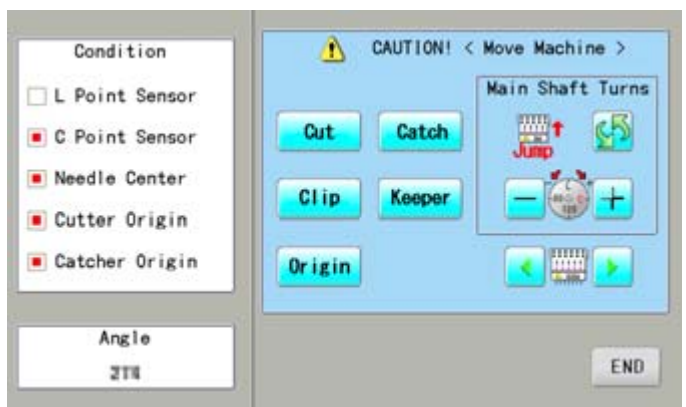 Condition
L Point Sensor
C Point Sensor
Needle Center
Cutter Origin
Catcher Origin
Angle
CAUTION! < Move Machine >
Main Shaft Turns
Cut
Catch
Jump
Clip
Keeper
Origin
END